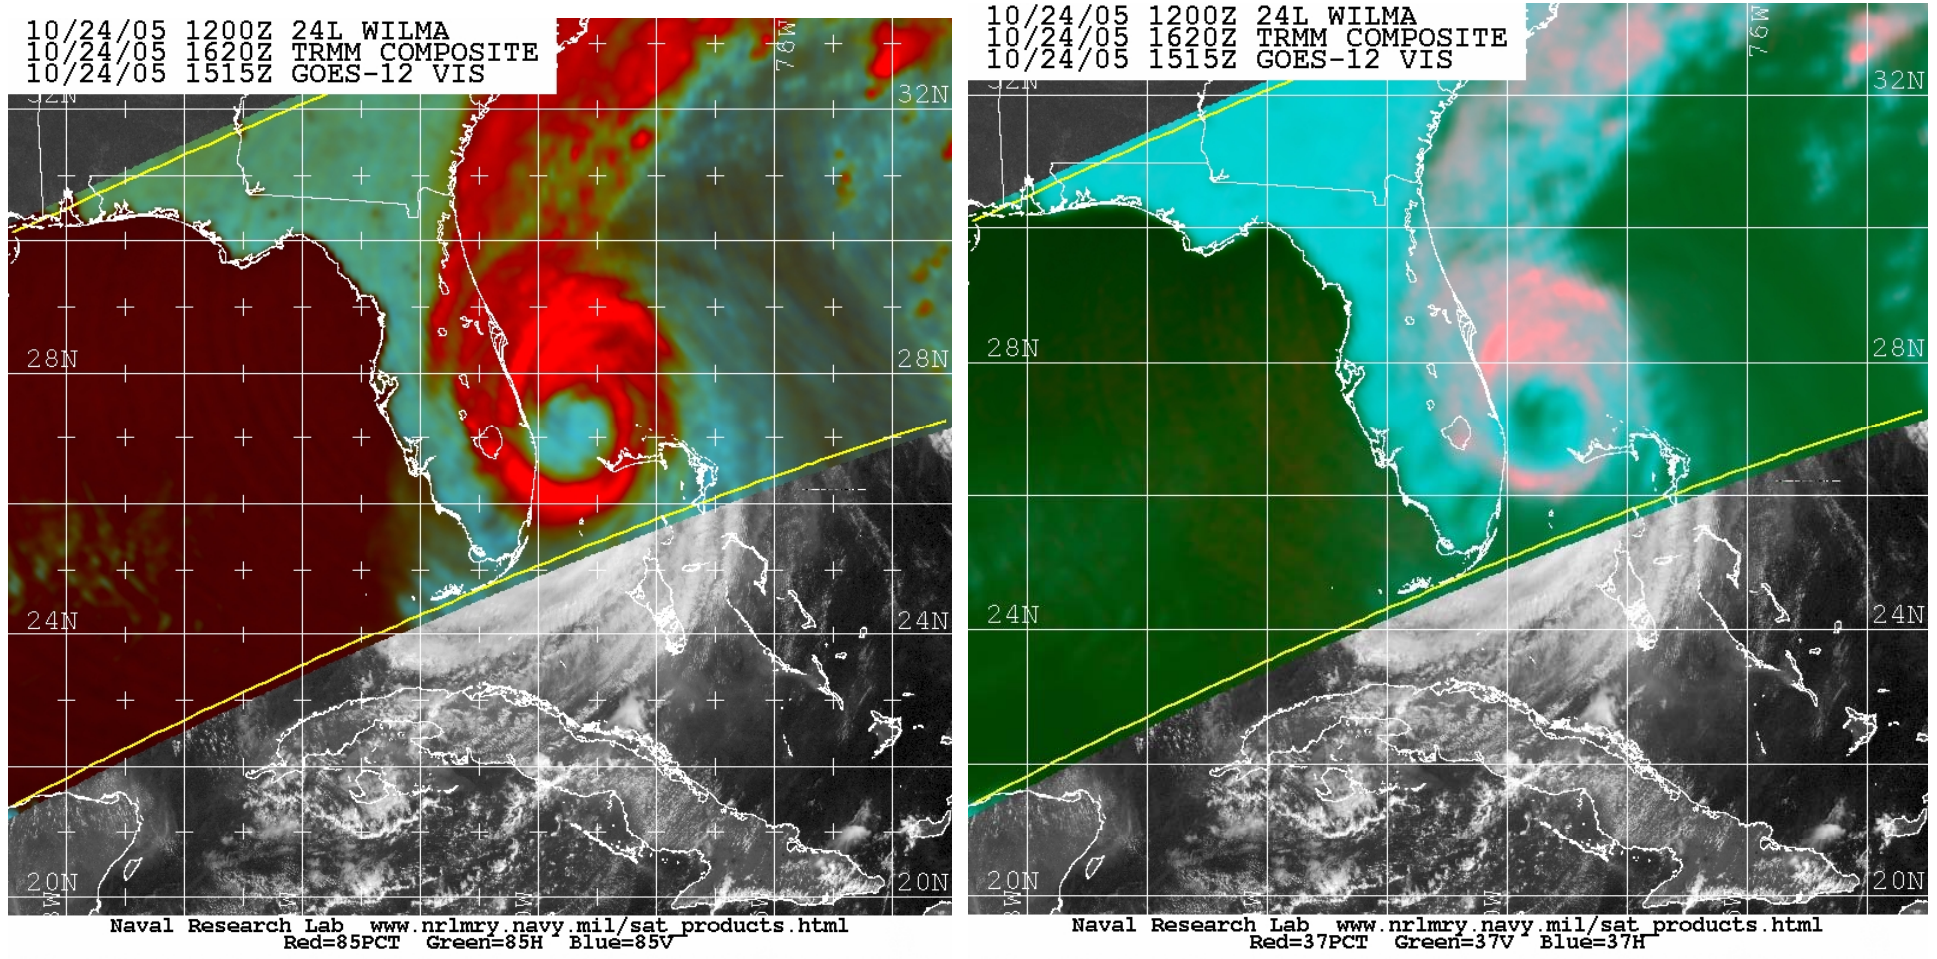 10/24/05 1200Z 24L WILMA
10/24/05 1620Z TRMM COMPOSITE
10/24/05 1515Z GOES-12 VIS
76W
32N
32N
28N
28N
24N
24N
20N
20N
Naval Research Lab www.nrlmry.navy.mil/sat_products.html
Red=85PCT Green=85H Blue=85V
10/24/05 1200Z 24L WILMA
10/24/05 1620Z TRMM COMPOSITE
10/24/05 1515Z GOES-12 VIS
76W
32N
32N
28N
28N
24N
24N
20N
20N
Naval Research Lab www.nrlmry.navy.mil/sat_products.html
Red=37PCT Green=37V Blue=37H